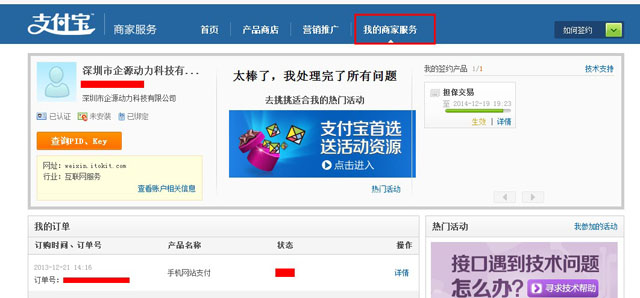 支付宝™ 商家服务 首页 产品商店 营销推广 我的商家服务 如何签约
深圳市企源动力科技有...
深圳市企源动力科技有限公司
已认证 未安装 已绑定
查询PID、Key
网址：weixin.itokit.com
行业：互联网服务
查看账户相关信息
太棒了，我处理完了所有问题
去挑挑适合我的热门活动
支付宝首选
送活动资源
点击进入
热门活动
我的签约产品 1/1 技术支持
担保交易
至 2014-12-19 19:23
生效 | 详情
我的订单
订购时间、订单号 产品名称 状态 操作
2013-12-21 14:16
订单号： 手机网站支付 详情
热门活动 我参加的活动
接口遇到技术问题
怎么办？ 寻求技术帮助